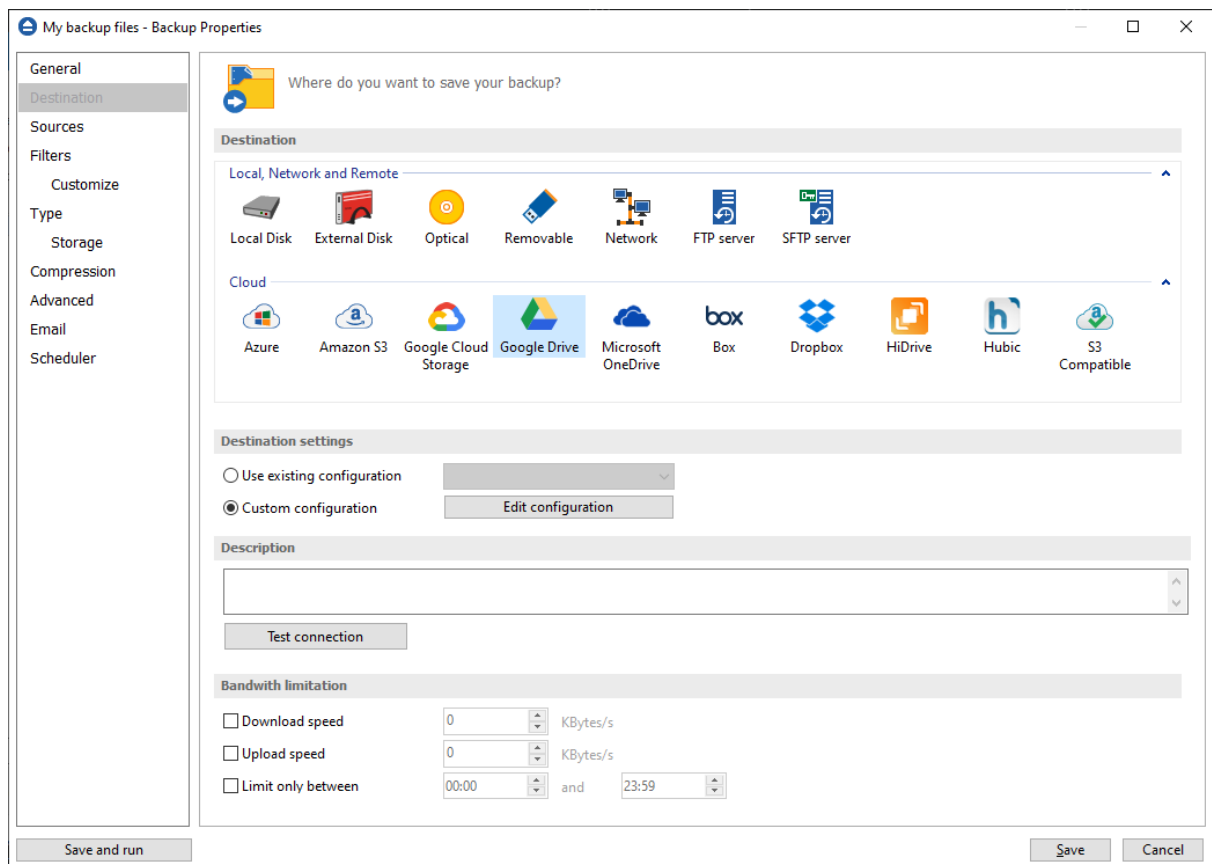 My backup files - Backup Properties
General
Destination
Sources
Filters
Customize
Type
Storage
Compression
Advanced
Email
Scheduler
Where do you want to save your backup?
Destination
Local, Network and Remote
Local Disk External Disk Optical Removable Network FTP server SFTP server
Cloud
a a
box h
Azure Amazon S3 Google Cloud Google Drive Microsoft Box Dropbox HiDrive Hubic S3
Storage OneDrive Compatible
Destination settings
Use existing configuration
Custom configuration Edit configuration
Description
Test connection
Bandwith limitation
Download speed 0 KBytes/s
Upload speed 0 KBytes/s
Limit only between 00:00 and 23:59
Save and run Save Cancel